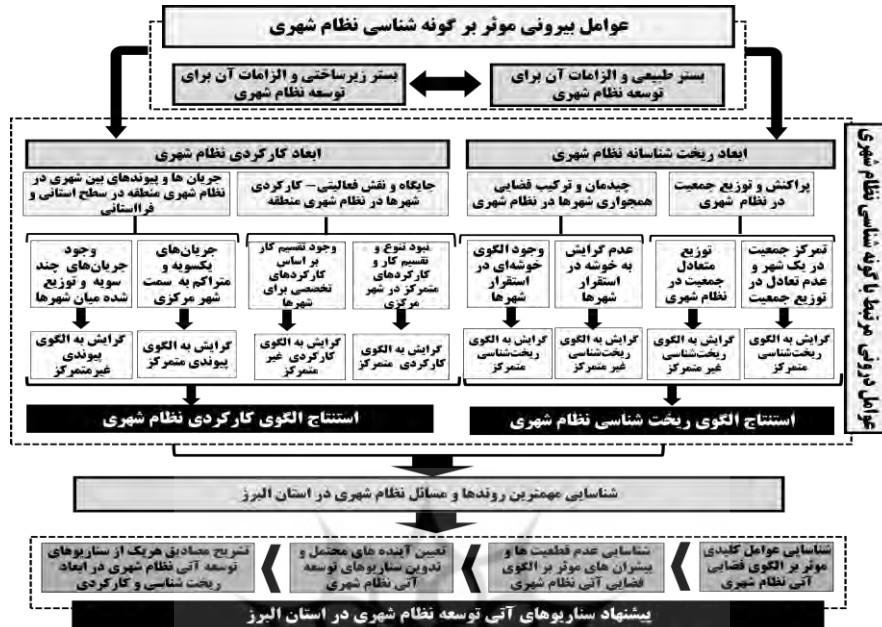 عوامل بیرونی موثر بر گونه شناسی نظام شهری
بستر طبیعی و الزامات آن برای
توسعه نظام شهری
بستر زیرساختی و الزامات آن برای
توسعه نظام شهری
عوامل درونی مرتبط با گونه شناسی نظام شهری
ابعاد ریخت شناسانه نظام شهری
ابعاد کارکردی نظام شهری
پراکنش و توزیع جمعیت
در نظام شهری
چیدمان و ترکیب فضایی
همجواری شهرها در نظام شهری
جایگاه و نقش فعالیتی – کارکردی
شهرها در نظام شهری منطقه
جریان ها و پیوندهای بین شهری در
نظام شهری منطقه در سطح استانی و
فرااستانی
تمرکز جمعیت
در یک شهر و
عدم تعادل در
توزیع جمعیت
توزیع
متعادل
جمعیت در
نظام شهری
عدم گرایش
به خوشه در
استقرار
شهرها
وجود الگوی
خوشه‌ای در
استقرار
شهرها
نبود تنوع و
تقسیم کار و
کارکردهای
متمرکز در شهر
مرکزی
وجود تقسیم کار
بر اساس
کارکردهای
تخصصی برای
شهرها
جریان‌های
یکسویه و
متراکم به سمت
شهر مرکزی
وجود
جریان‌های چند
سویه و توزیع
شده میان شهرها
گرایش به الگوی
ریخت‌شناسی
متمرکز
گرایش به الگوی
ریخت‌شناسی
غیر متمرکز
گرایش به الگوی
ریخت‌شناسی
غیر متمرکز
گرایش به الگوی
ریخت‌شناسی
متمرکز
گرایش به الگوی
کارکردی متمرکز
گرایش به الگوی
کارکردی غیر
متمرکز
گرایش به الگوی
پیوندی متمرکز
گرایش به الگوی
پیوندی
غیرمتمرکز
استنتاج الگوی ریخت شناسی نظام شهری
استنتاج الگوی کارکردی نظام شهری
شناسایی مهمترین روندها و مسائل نظام شهری در استان البرز
شناسایی عوامل کلیدی
موثر بر الگوی فضایی
آتی نظام شهری
شناسایی عدم قطعیت ها و
پیشران های موثر بر الگوی
فضایی آتی نظام شهری
تعیین آینده های محتمل و
تدوین سناریوهای توسعه
آتی نظام شهری
تشریح مصادیق هریک از سناریوهای
توسعه آتی نظام شهری در ابعاد
ریخت شناسی و کارکردی
پیشنهاد سناریوهای آتی توسعه نظام شهری در استان البرز